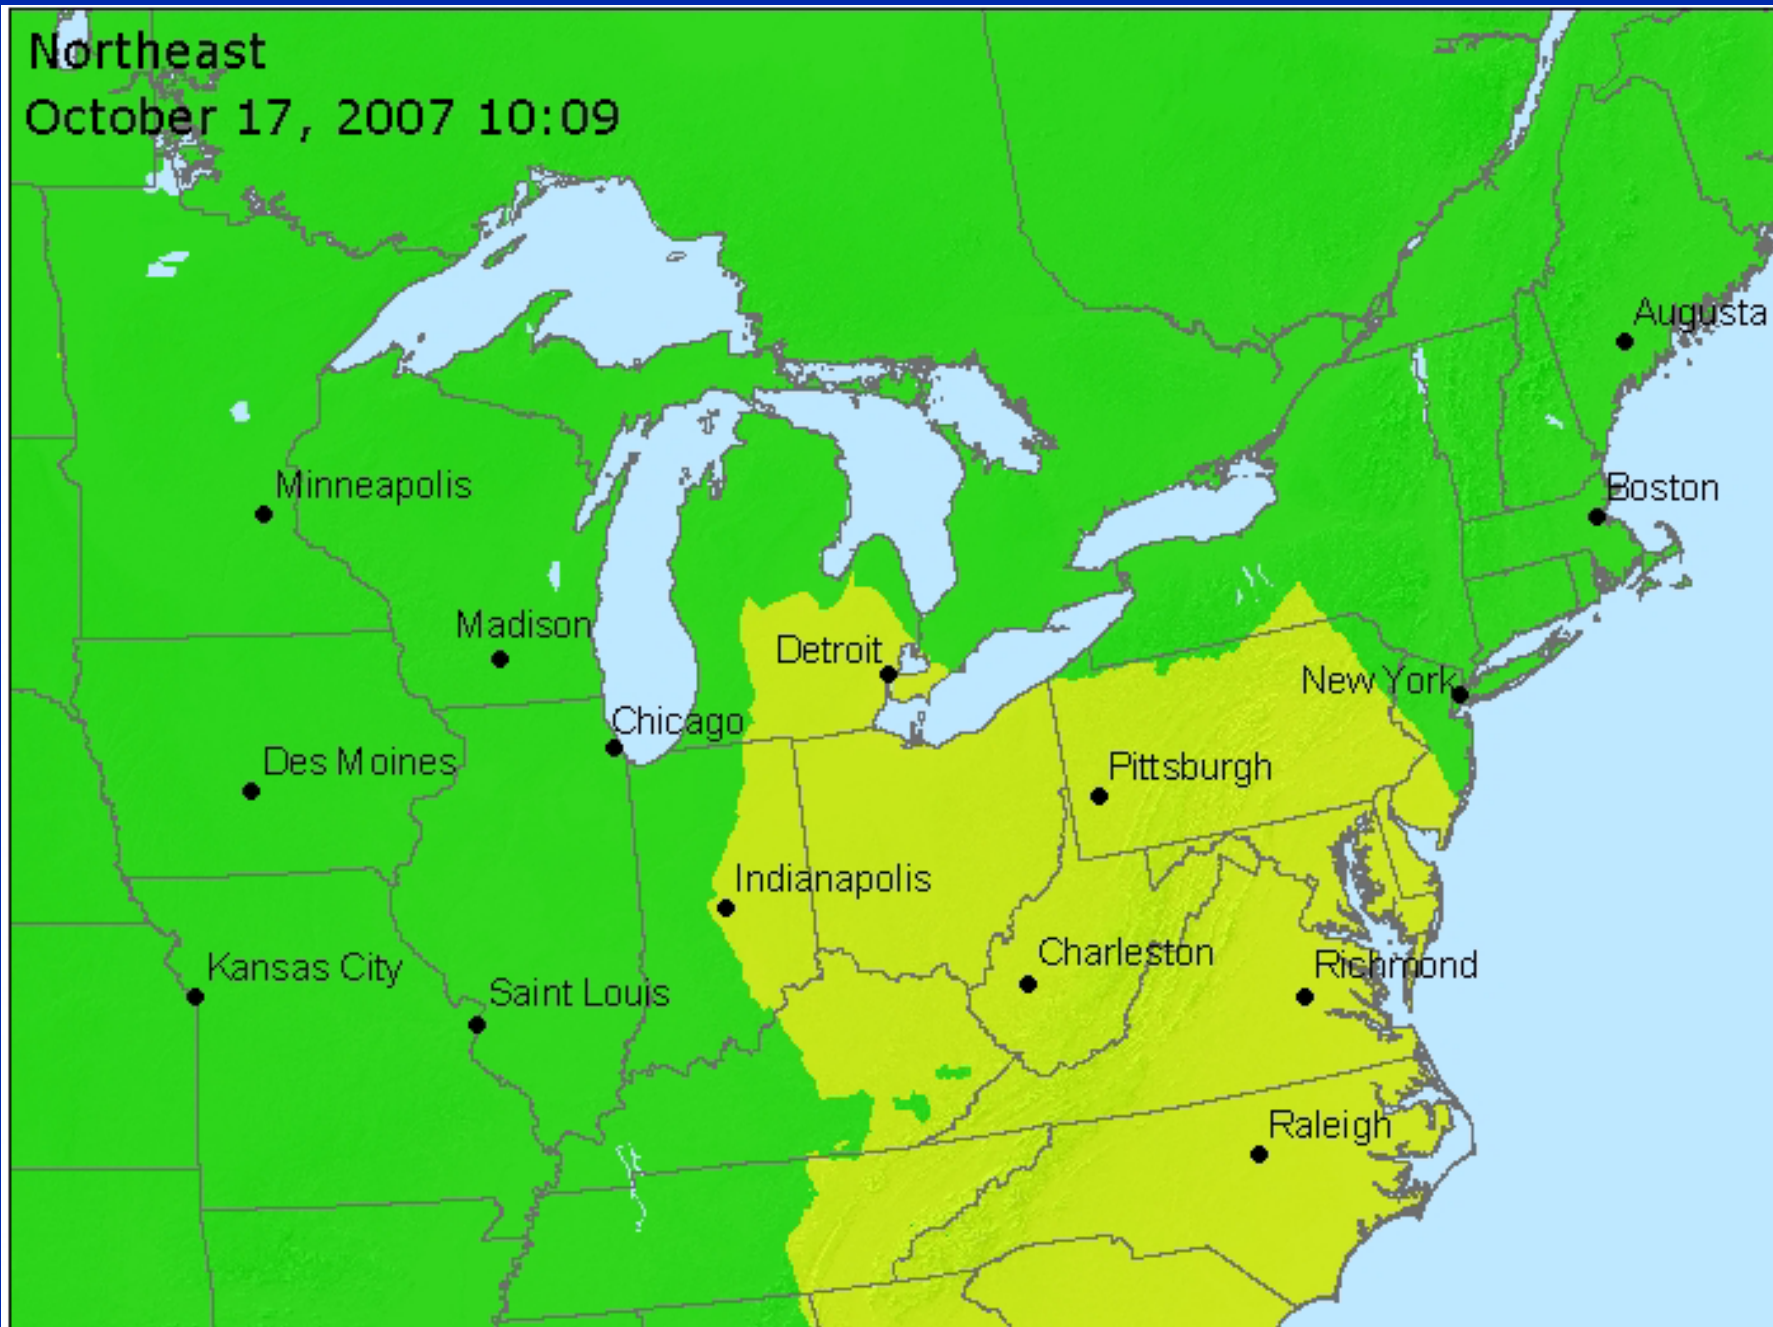 Northeast
October 17, 2007 10:09
Augusta
Minneapolis
Boston
Madison
Detroit
New York
Chicago
Des Moines
Pittsburgh
Indianapolis
Charleston
Richmond
Kansas City
Saint Louis
Raleigh